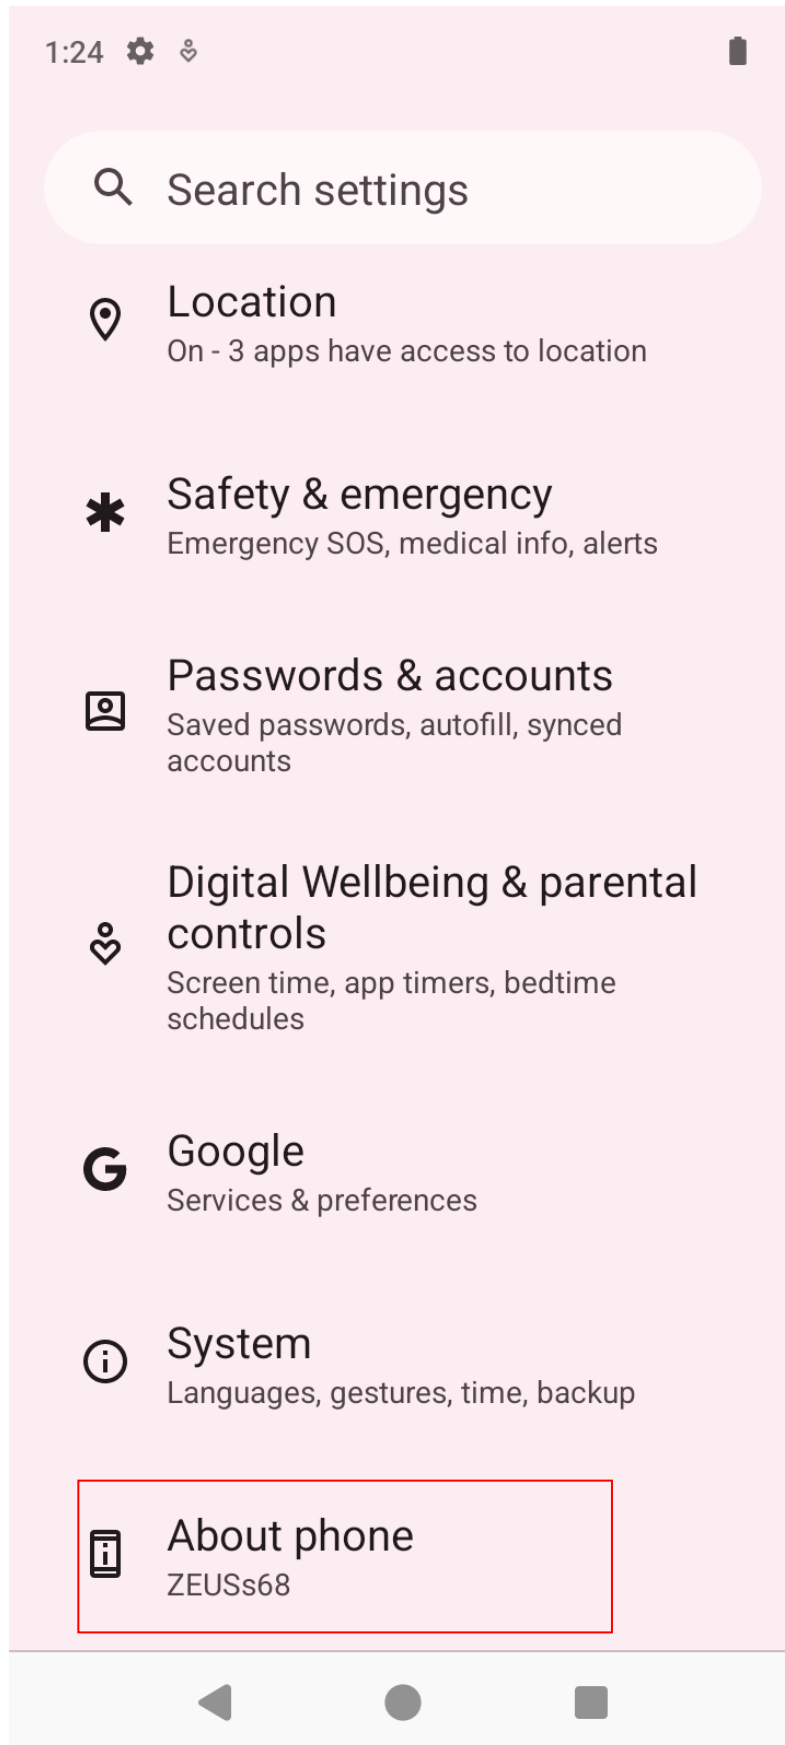 1:24
Search settings
Location
On - 3 apps have access to location
Safety & emergency
Emergency SOS, medical info, alerts
Passwords & accounts
Saved passwords, autofill, synced
accounts
Digital Wellbeing & parental
controls
Screen time, app timers, bedtime
schedules
Google
Services & preferences
System
Languages, gestures, time, backup
About phone
ZEUSs68